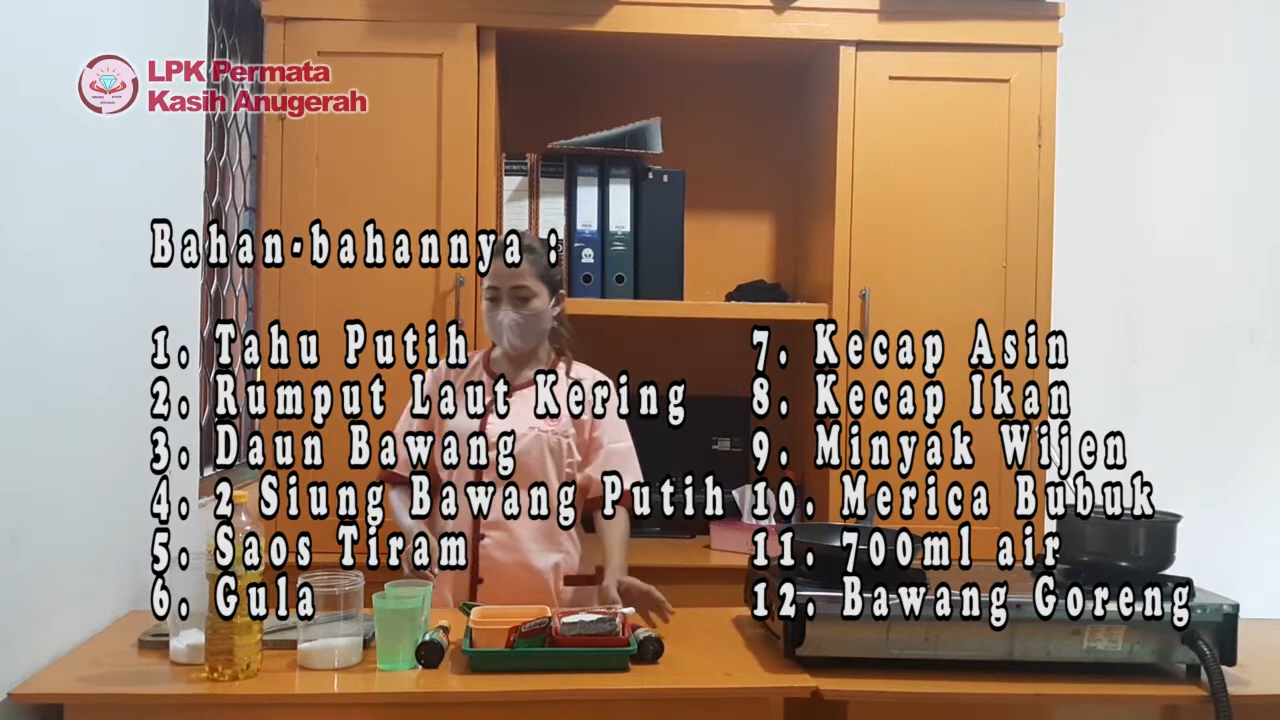 LPK Permata
Kasih Anugerah
Bahan-bahannya :
1. Tahu Putih
2. Rumput Laut Kering
3. Daun Bawang
4. 2 Siung Bawang Putih
5. Saos Tiram
6. Gula
7. Kecap Asin
8. Kecap Ikan
9. Minyak Wijen
10. Merica Bubuk
11. 700ml air
12. Bawang Goreng